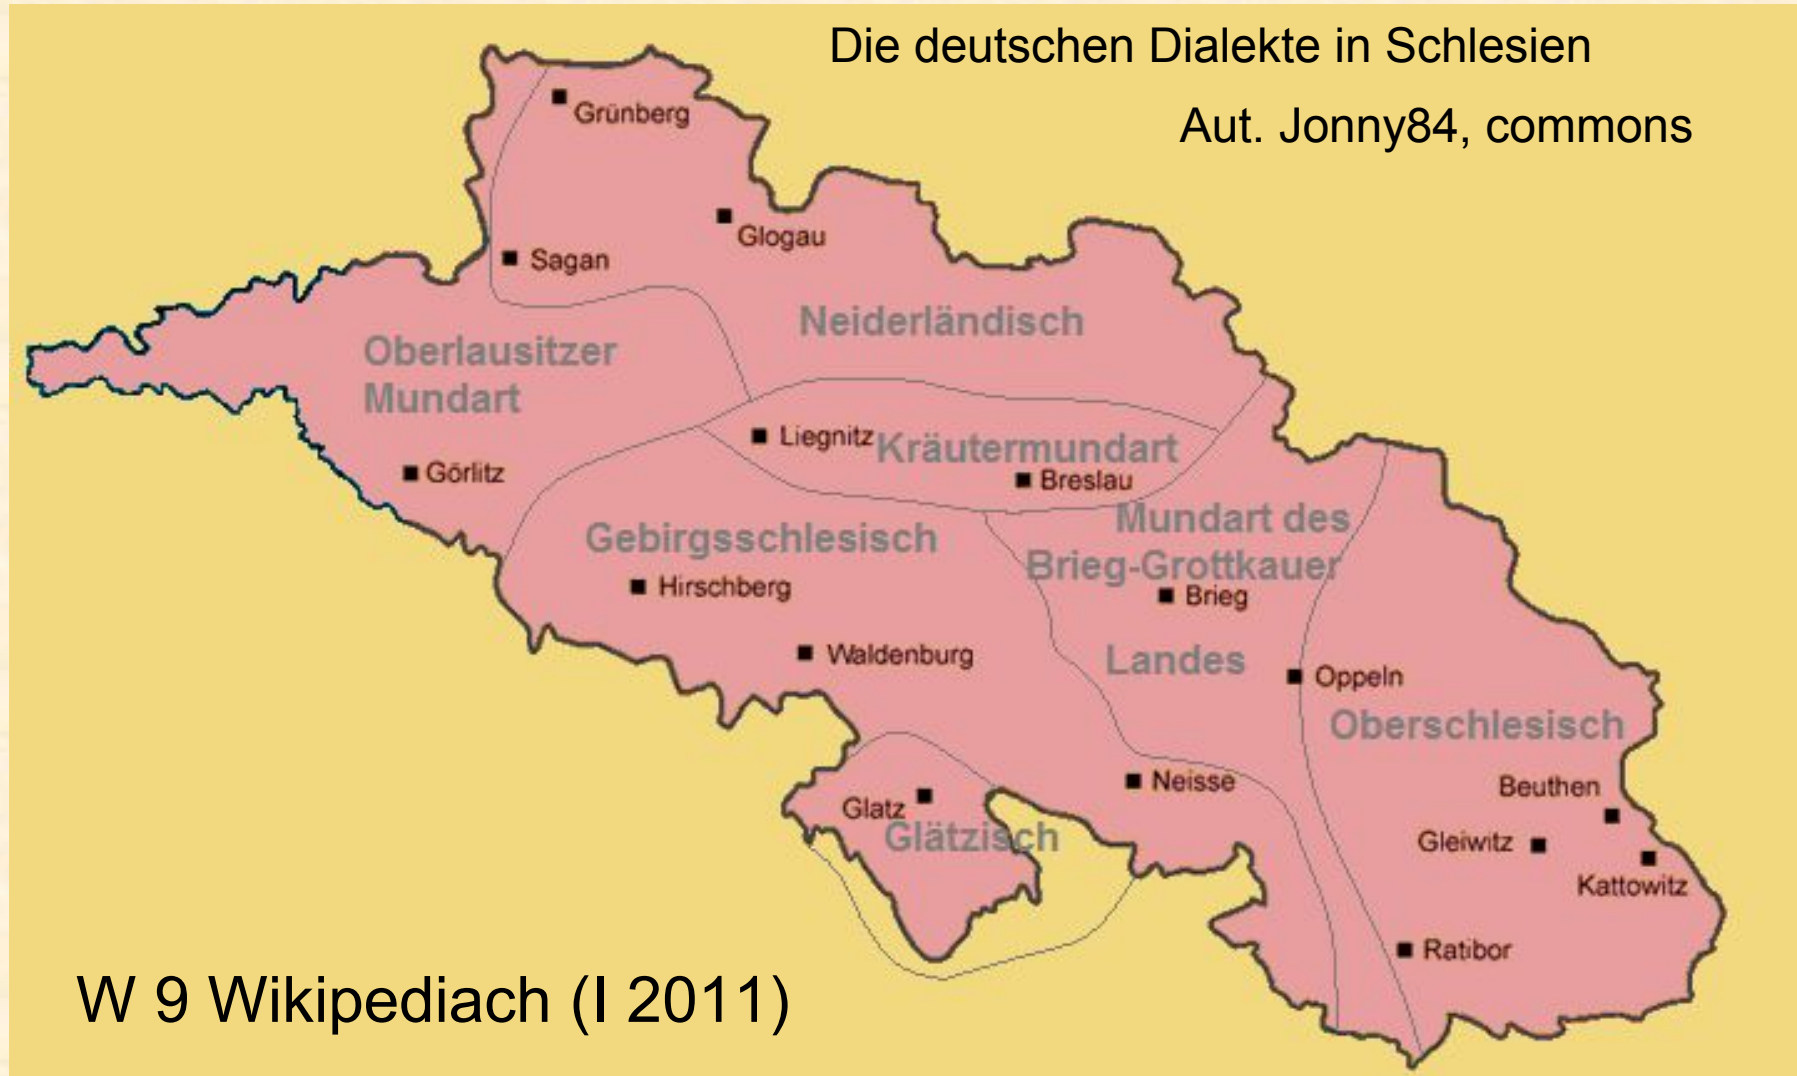 Die deutschen Dialekte in Schlesien
Aut. Jonny84, commons
Grünberg
Glogau
Sagan
Neiderländisch
Oberlausitzer
Mundart
Liegnitz
Kräutermundart
Görlitz
Breslau
Mundart des
Gebirgsschlesisch
Brieg-Grottkauer
Hirschberg
Brieg
Waldenburg
Landes
Oppeln
Oberschlesisch
Neisse
Beuthen
Glatz
Glätzisch
Gleiwitz
Kattowitz
Ratibor
W 9 Wikipediach (I 2011)